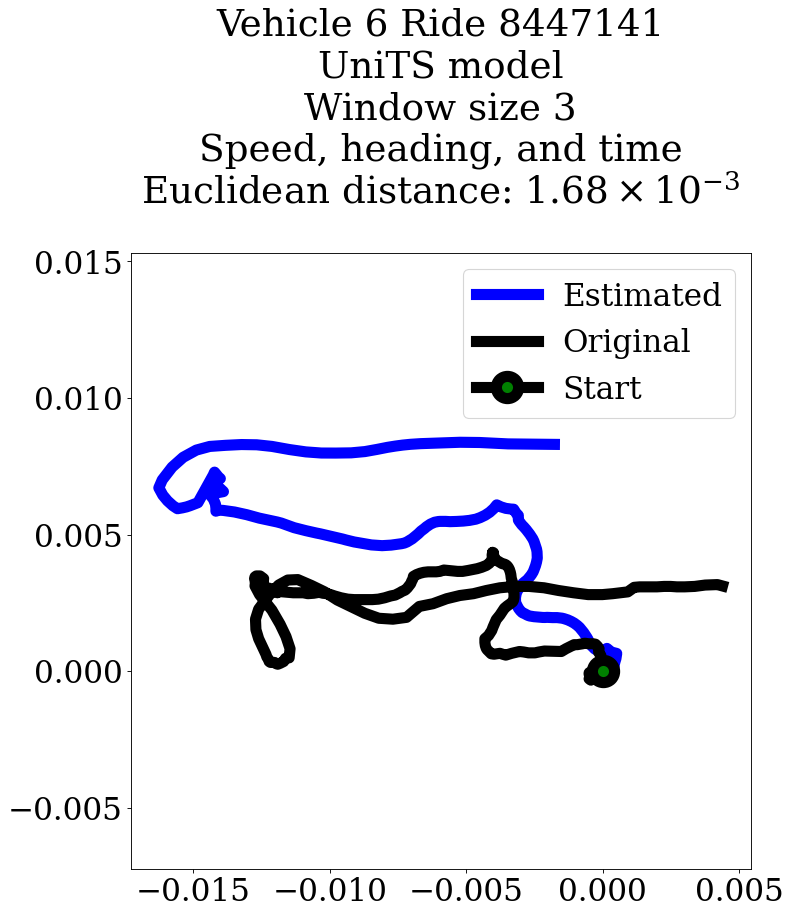 Vehicle 6 Ride 8447141
UniTS model
Window size 3
Speed, heading, and time
Euclidean distance: 1.68 × 10⁻³
0.015
0.010
0.005
0.000
−0.005
Estimated
Original
Start
−0.015 −0.010 −0.005 0.000 0.005